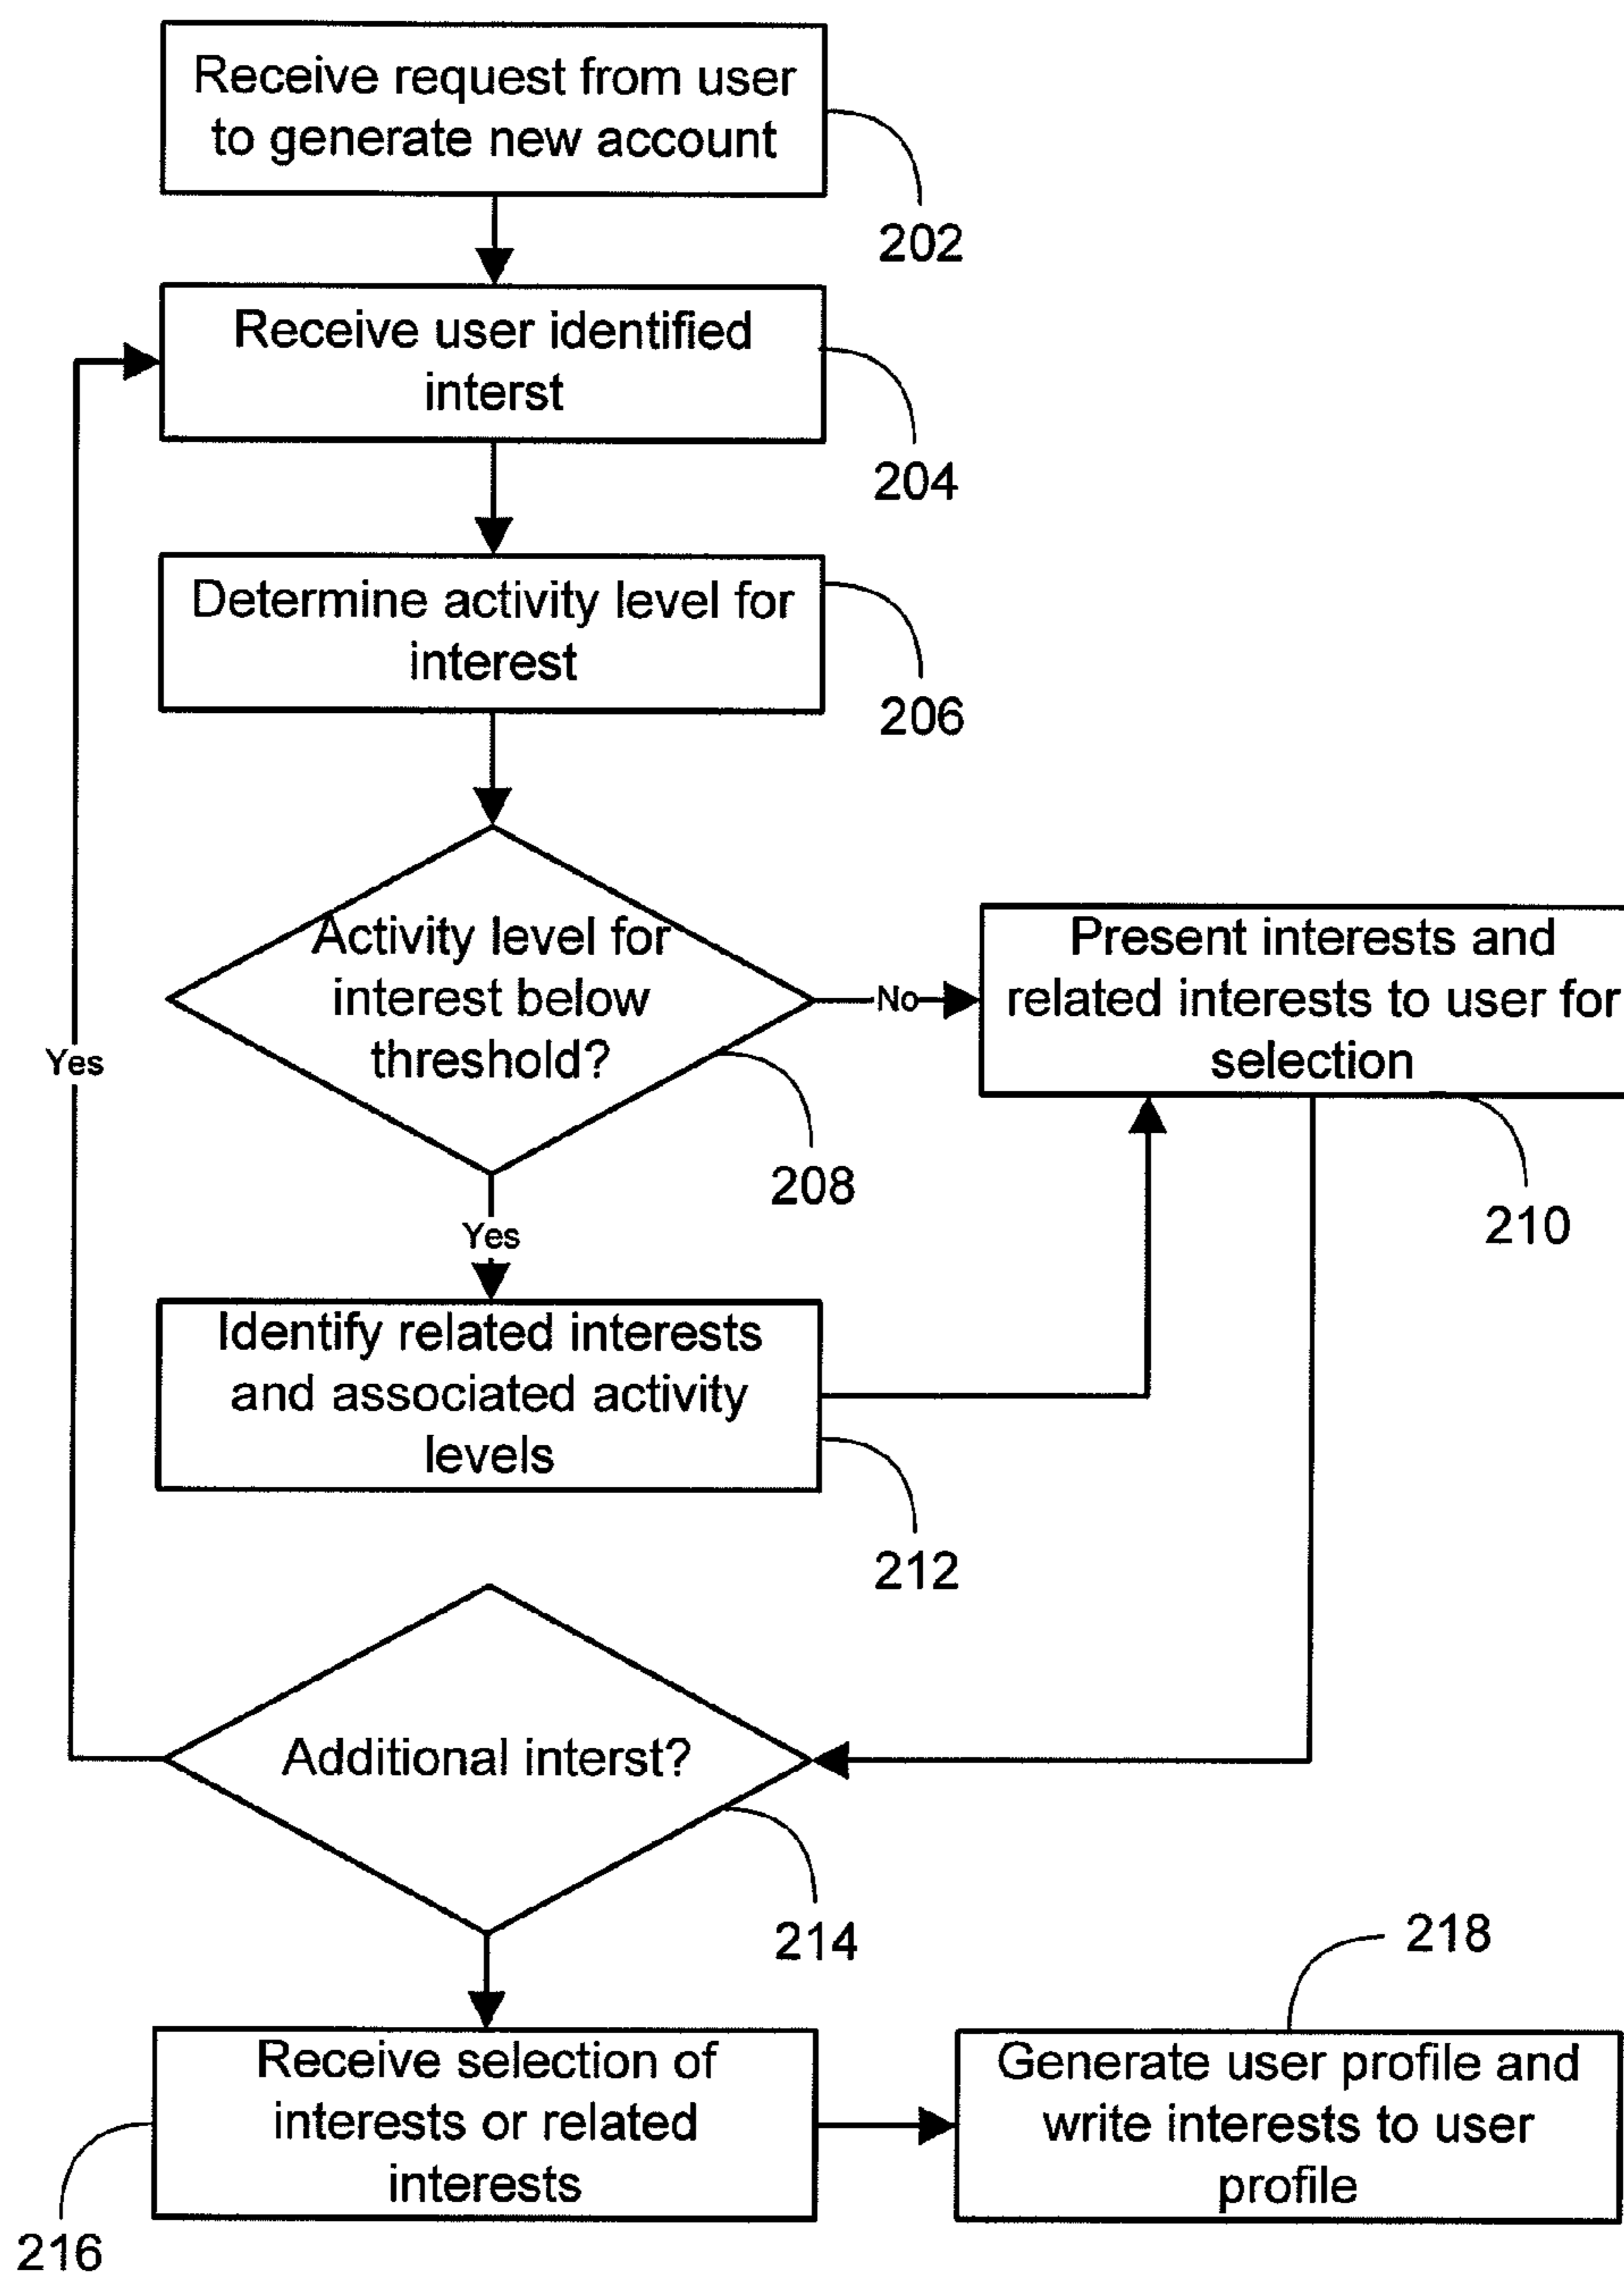 Receive request from user
to generate new account
202
Receive user identified
interst
204
Determine activity level for
interest
206
Activity level for
interest below
threshold?
208
No
Present interests and
related interests to user for
selection
210
Yes
Yes
Identify related interests
and associated activity
levels
212
Additional interst?
214
218
Receive selection of
interests or related
interests
216
Generate user profile and
write interests to user
profile